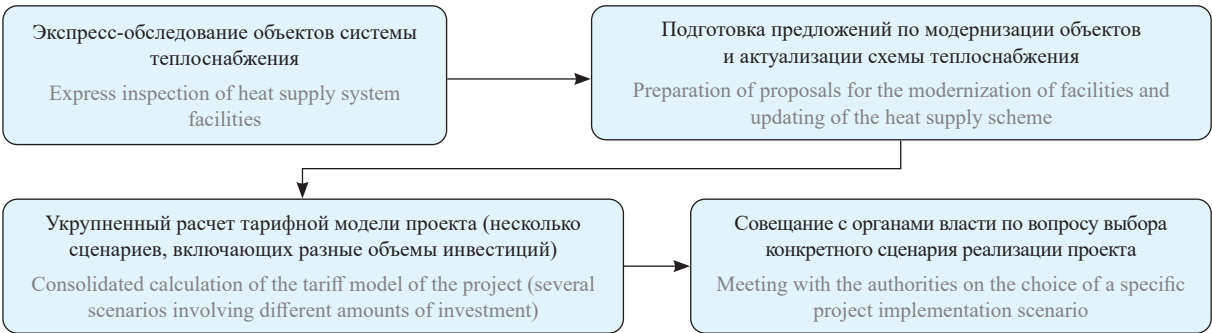 Экспресс-обследование объектов системы
теплоснабжения
Express inspection of heat supply system
facilities
Подготовка предложений по модернизации объектов
и актуализации схемы теплоснабжения
Preparation of proposals for the modernization of facilities and
updating of the heat supply scheme
Укрупненный расчет тарифной модели проекта (несколько
сценариев, включающих разные объемы инвестиций)
Consolidated calculation of the tariff model of the project (several
scenarios involving different amounts of investment)
Совещание с органами власти по вопросу выбора
конкретного сценария реализации проекта
Meeting with the authorities on the choice of a specific
project implementation scenario